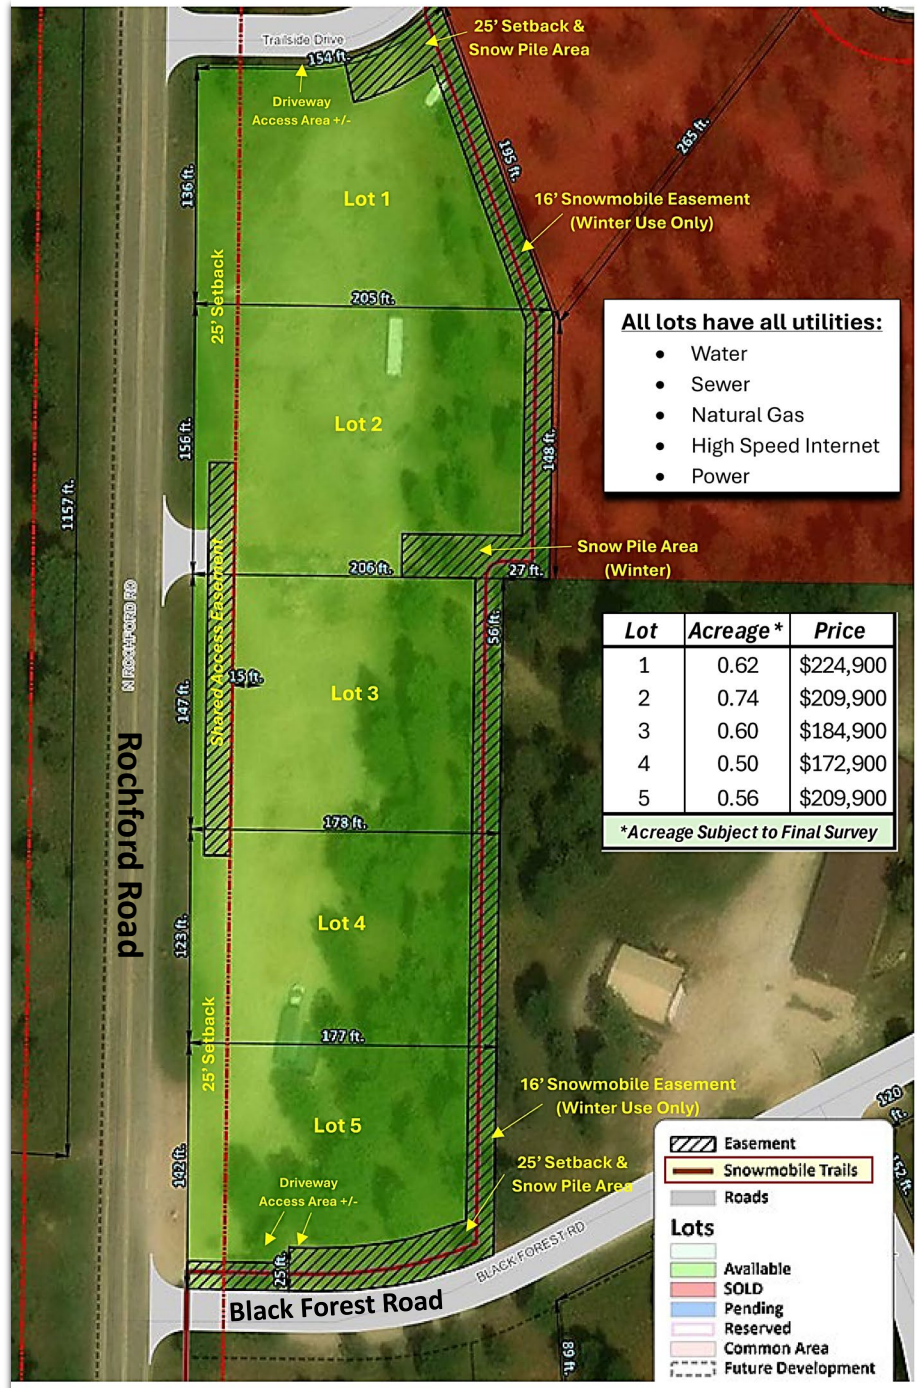 25' Setback &
Snow Pile Area
Trailside Drive
154 ft.
Driveway
Access Area +/-
195 ft.
265 ft.
136 ft.
Lot 1
16' Snowmobile Easement
(Winter Use Only)
25' Setback
205 ft.
All lots have all utilities:
• Water
• Sewer
• Natural Gas
• High Speed Internet
• Power
156 ft.
Lot 2
148 ft.
1157 ft.
Snow Pile Area
(Winter)
206 ft.
27 ft.
N ROCHFORD RD
Shared Access Easement
56 ft.
15 ft.
147 ft.
Lot 3
Lot Acreage* Price
1 0.62 $224,900
2 0.74 $209,900
3 0.60 $184,900
4 0.50 $172,900
5 0.56 $209,900
*Acreage Subject to Final Survey
Rochford Road
178 ft.
123 ft.
Lot 4
25' Setback
177 ft.
16' Snowmobile Easement
(Winter Use Only)
120 ft.
142 ft.
Lot 5
25' Setback &
Snow Pile Area
Driveway
Access Area +/-
25 ft.
BLACK FOREST RD
Black Forest Road
89 ft.
Easement
Snowmobile Trails
Roads
Lots
Available
SOLD
Pending
Reserved
Common Area
Future Development